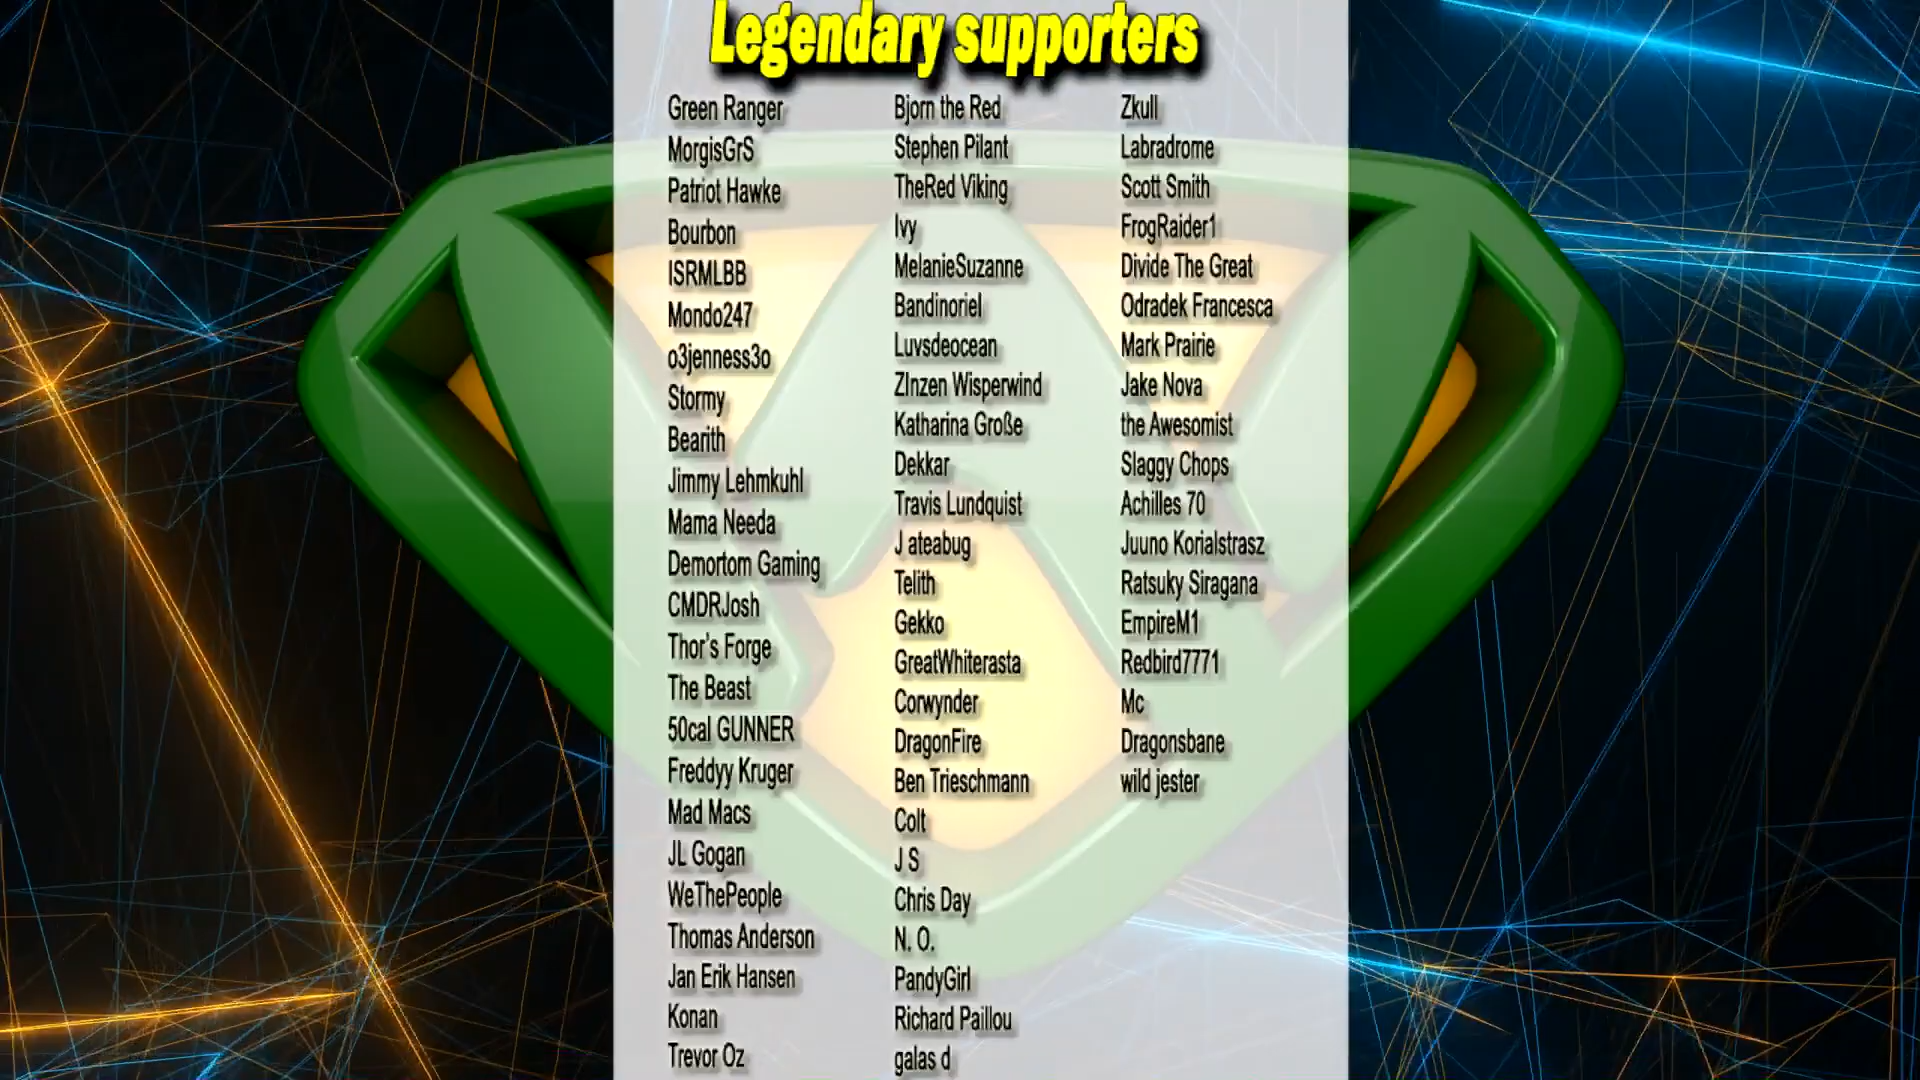 Legendary supporters
Green Ranger
MorgisGrS
Patriot Hawke
Bourbon
ISRMLBB
Mondo247
o3jenness3o
Stormy
Bearith
Jimmy Lehmkuhl
Mama Needa
Demortom Gaming
CMDRJosh
Thor's Forge
The Beast
50cal GUNNER
Freddyy Kruger
Mad Macs
JL Gogan
WeThePeople
Thomas Anderson
Jan Erik Hansen
Konan
Trevor Oz
Bjorn the Red
Stephen Pilant
TheRed Viking
Ivy
MelanieSuzanne
Bandinoriel
Luvsdeocean
ZInzen Wisperwind
Katharina Große
Dekkar
Travis Lundquist
J ateabug
Telith
Gekko
GreatWhiterasta
Corwynder
DragonFire
Ben Trieschmann
Colt
J S
Chris Day
N. O.
PandyGirl
Richard Paillou
galas d
Zkull
Labradrome
Scott Smith
FrogRaider1
Divide The Great
Odradek Francesca
Mark Prairie
Jake Nova
the Awesomist
Slaggy Chops
Achilles 70
Juuno Korialstrasz
Ratsuky Siragana
EmpireM1
Redbird7771
Mc
Dragonsbane
wild jester